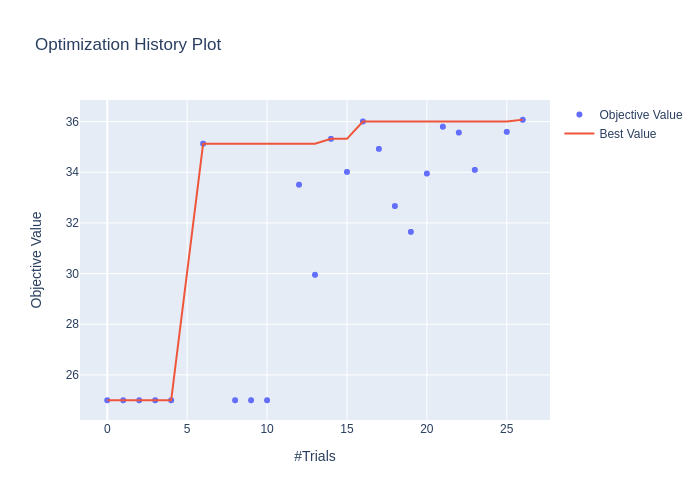 Optimization History Plot
Objective Value
Best Value
36
34
32
30
28
26
Objective Value
0 5 10 15 20 25
#Trials